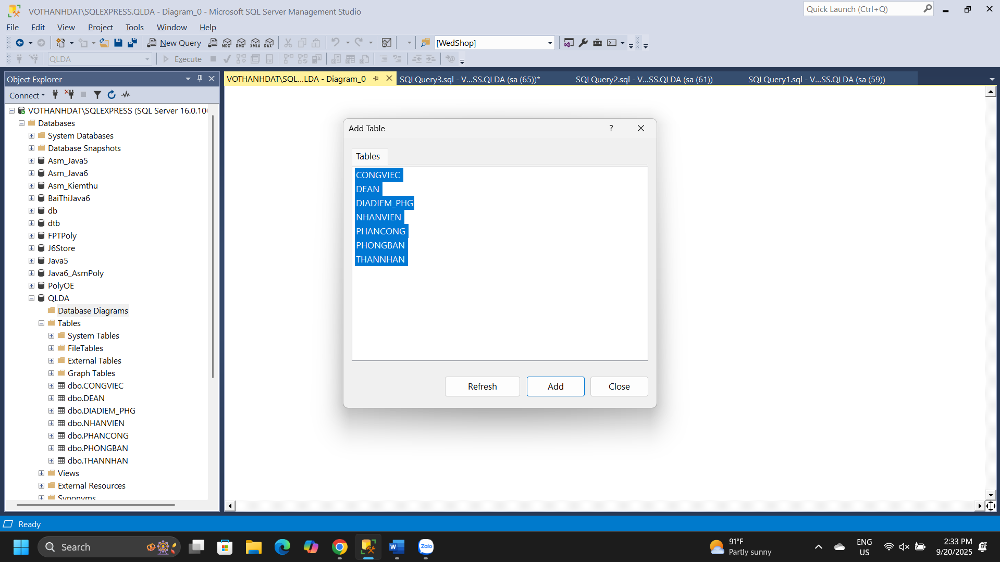 VOTHANHDAT\SQLEXPRESS.QLDA - Diagram_0 - Microsoft SQL Server Management Studio
Quick Launch (Ctrl+Q)
File Edit View Project Tools Window Help
New Query MDX DMX XMLA DAX [WedShop]
QLDA Execute
Object Explorer
VOTHANHDAT\SQL...LDA - Diagram_0 SQLQuery3.sql - V...SS.QLDA (sa (65))* SQLQuery2.sql - V...SS.QLDA (sa (61)) SQLQuery1.sql - V...SS.QLDA (sa (59))
Connect
VOTHANHDAT\SQLEXPRESS (SQL Server 16.0.100
Databases
System Databases
Database Snapshots
Asm_Java5
Asm_Java6
Asm_Kiemthu
BaiThiJava6
db
dtb
FPTPoly
J6Store
Java5
Java6_AsmPoly
PolyOE
QLDA
Database Diagrams
Tables
System Tables
FileTables
External Tables
Graph Tables
dbo.CONGVIEC
dbo.DEAN
dbo.DIADIEM_PHG
dbo.NHANVIEN
dbo.PHANCONG
dbo.PHONGBAN
dbo.THANNHAN
Views
External Resources
Synonyms
Add Table ?
Tables
CONGVIEC
DEAN
DIADIEM_PHG
NHANVIEN
PHANCONG
PHONGBAN
THANNHAN
Refresh Add Close
Ready
Search
Zalo
91°F
Partly sunny
ENG
US
2:33 PM
9/20/2025